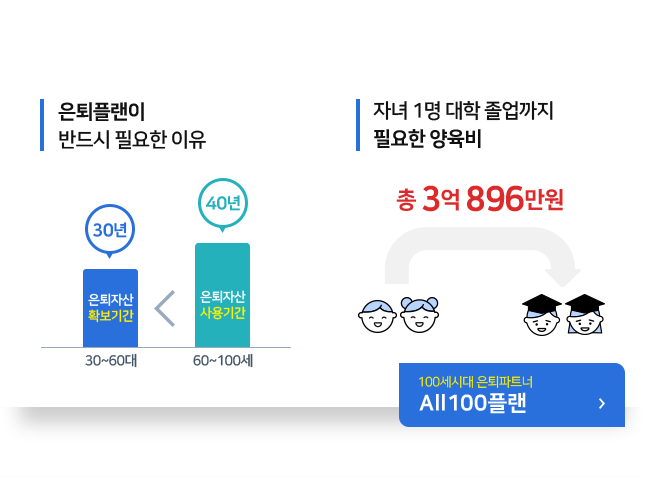 은퇴플랜이
반드시 필요한 이유
30년
40년
은퇴자산
확보기간
은퇴자산
사용기간
30~60대
60~100세
자녀 1명 대학 졸업까지
필요한 양육비
총 3억 896만원
100세시대 은퇴파트너
All100플랜